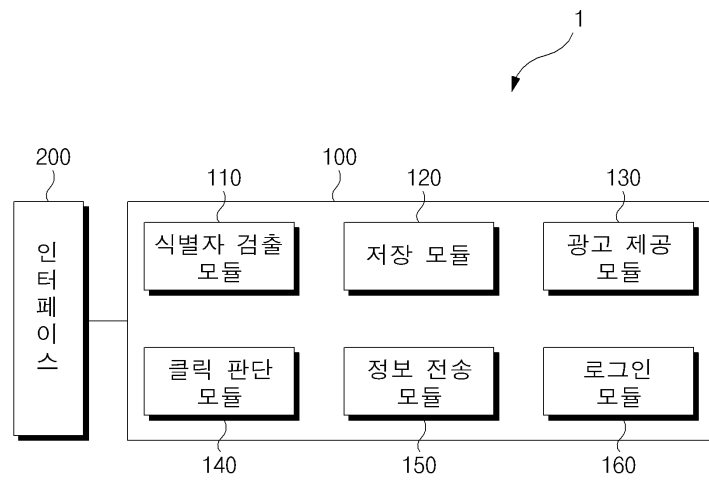 1
200
100
110
120
130
인터페이스
식별자 검출
모듈
저장 모듈
광고 제공
모듈
클릭 판단
모듈
정보 전송
모듈
로그인
모듈
140
150
160